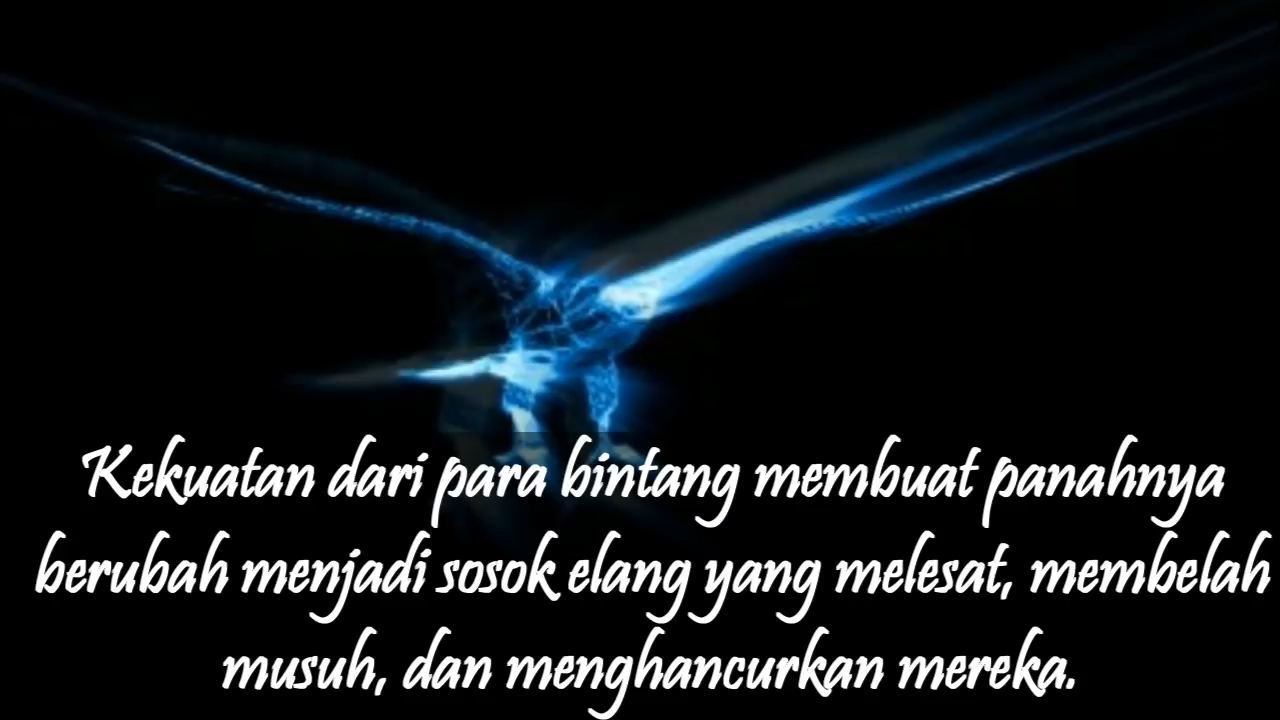 Kekuatan dari para bintang membuat panahnya
berubah menjadi sosok elang yang melesat, membelah
musuh, dan menghancurkan mereka.